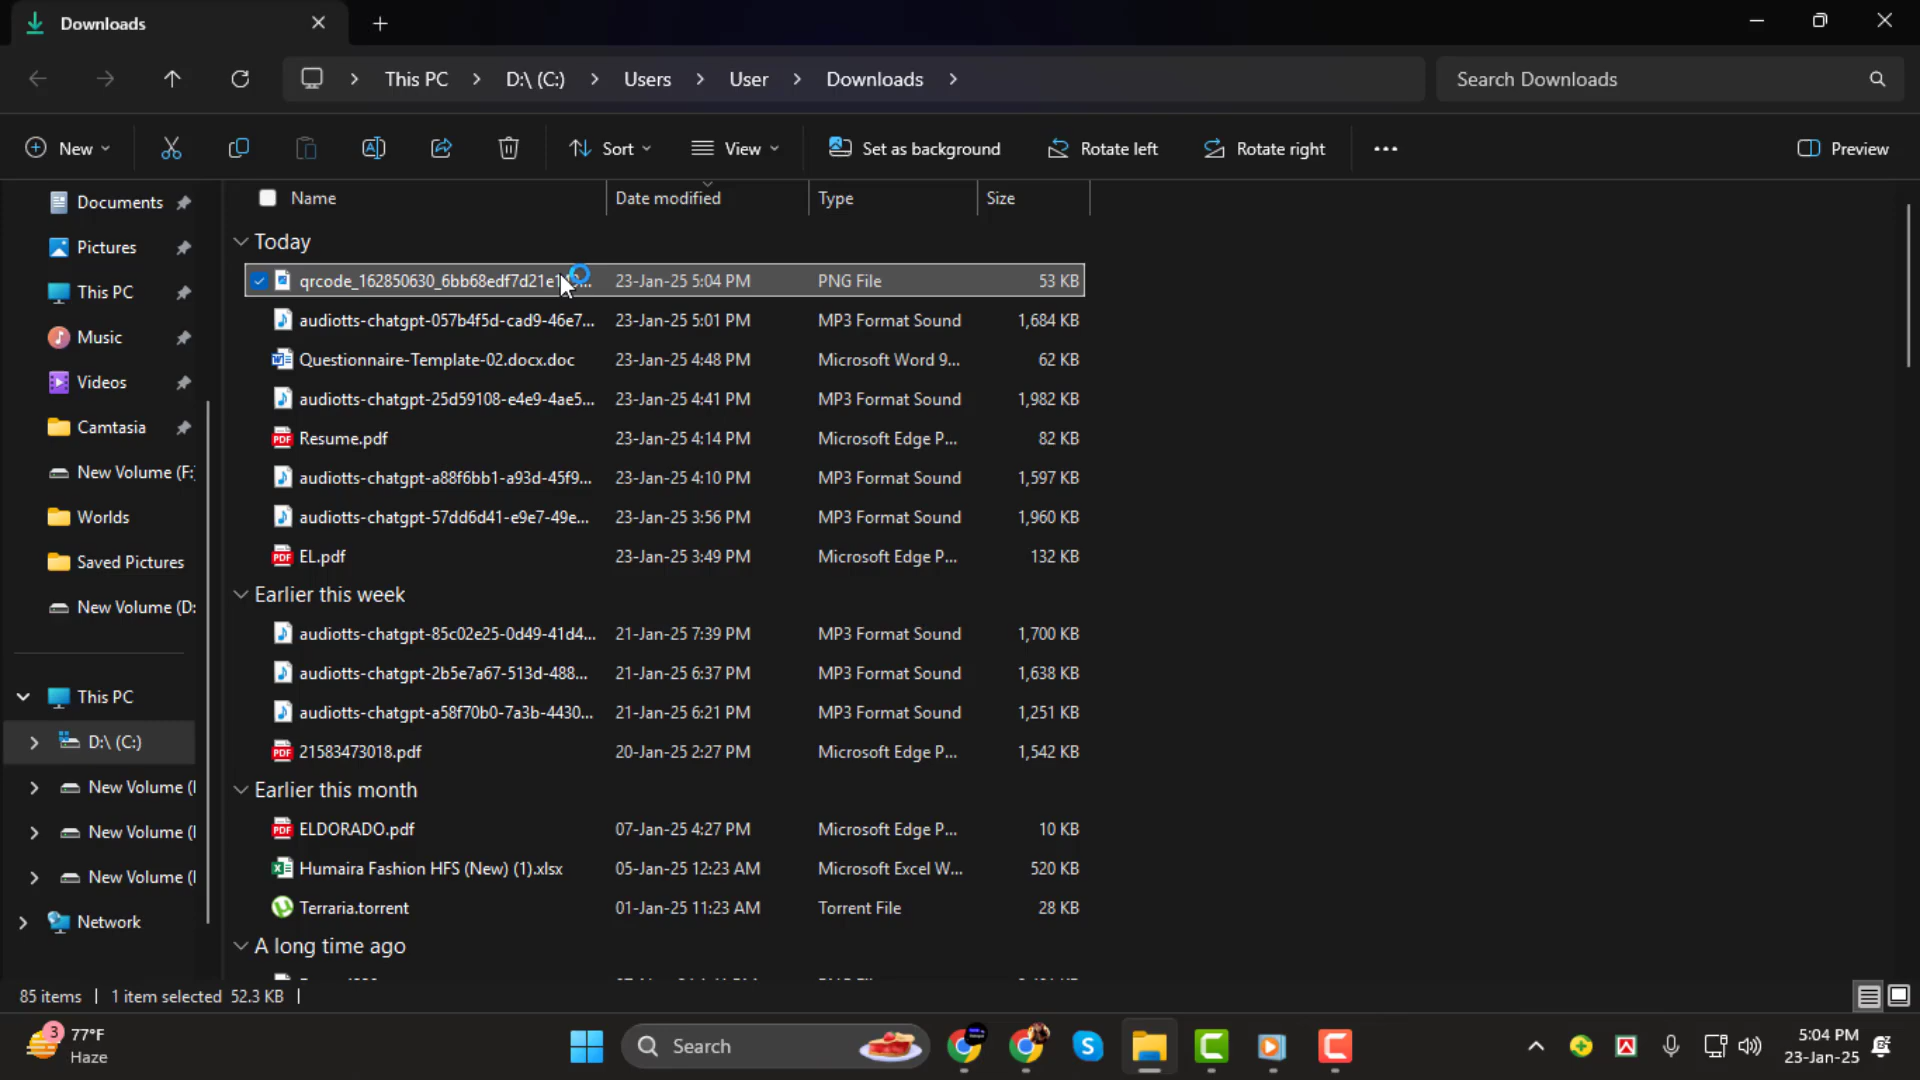 Downloads
This PC
D:\ (C:)
Users
User
Downloads
Search Downloads
New
Sort
View
Set as background
Rotate left
Rotate right
Preview
Name
Date modified
Type
Size
Today
qrcode_162850630_6bb68edf7d21e1 23-Jan-25 5:04 PM PNG File 53 KB
audiotts-chatgpt-057b4f5d-cad9-46e7... 23-Jan-25 5:01 PM MP3 Format Sound 1,684 KB
Questionnaire-Template-02.docx.doc 23-Jan-25 4:48 PM Microsoft Word 9... 62 KB
audiotts-chatgpt-25d59108-e4e9-4ae5... 23-Jan-25 4:41 PM MP3 Format Sound 1,982 KB
Resume.pdf 23-Jan-25 4:14 PM Microsoft Edge P... 82 KB
audiotts-chatgpt-a88f6bb1-a93d-45f9... 23-Jan-25 4:10 PM MP3 Format Sound 1,597 KB
audiotts-chatgpt-57dd6d41-e9e7-49e... 23-Jan-25 3:56 PM MP3 Format Sound 1,960 KB
EL.pdf 23-Jan-25 3:49 PM Microsoft Edge P... 132 KB
Earlier this week
audiotts-chatgpt-85c02e25-0d49-41d4... 21-Jan-25 7:39 PM MP3 Format Sound 1,700 KB
audiotts-chatgpt-2b5e7a67-513d-488... 21-Jan-25 6:37 PM MP3 Format Sound 1,638 KB
audiotts-chatgpt-a58f70b0-7a3b-4430... 21-Jan-25 6:21 PM MP3 Format Sound 1,251 KB
21583473018.pdf 20-Jan-25 2:27 PM Microsoft Edge P... 1,542 KB
Earlier this month
ELDORADO.pdf 07-Jan-25 4:27 PM Microsoft Edge P... 10 KB
Humaira Fashion HFS (New) (1).xlsx 05-Jan-25 12:23 AM Microsoft Excel W... 520 KB
Terraria.torrent 01-Jan-25 11:23 AM Torrent File 28 KB
A long time ago
Documents
Pictures
This PC
Music
Videos
Camtasia
New Volume (F:
Worlds
Saved Pictures
New Volume (D:
This PC
D:\ (C:)
New Volume (
New Volume (
New Volume (
Network
85 items
1 item selected 52.3 KB
3
77°F
Haze
Search
5:04 PM
23-Jan-25